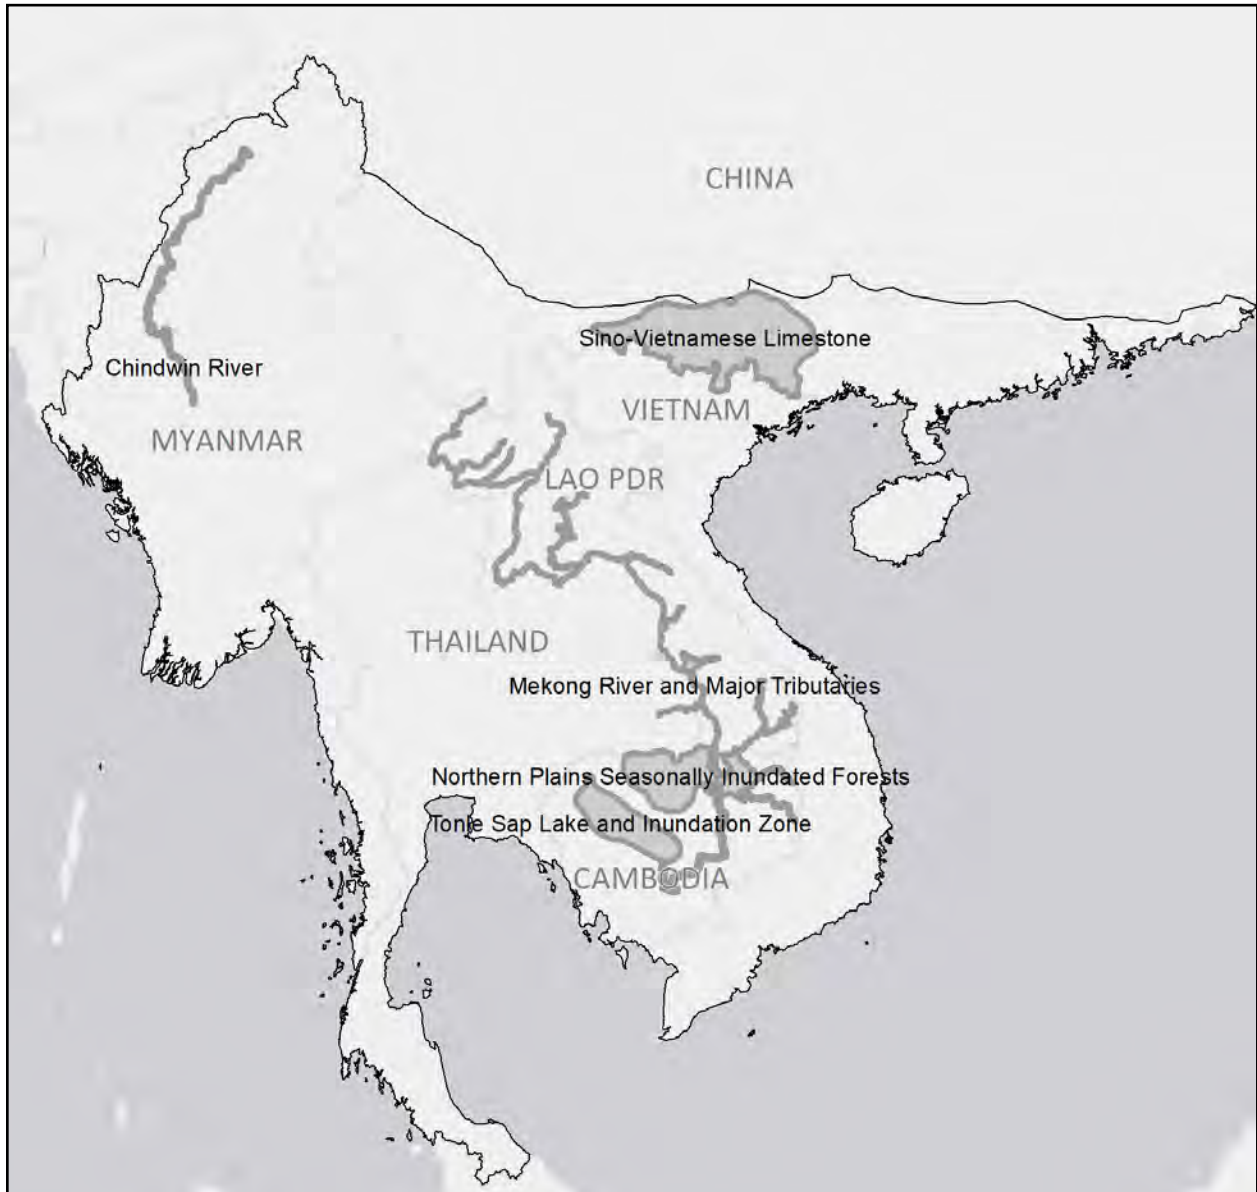 CHINA
Sino-Vietnamese Limestone
Chindwin River
VIETNAM
MYANMAR
LAO PDR
THAILAND
Mekong River and Major Tributaries
Northern Plains Seasonally Inundated Forests
Tonle Sap Lake and Inundation Zone
CAMBODIA